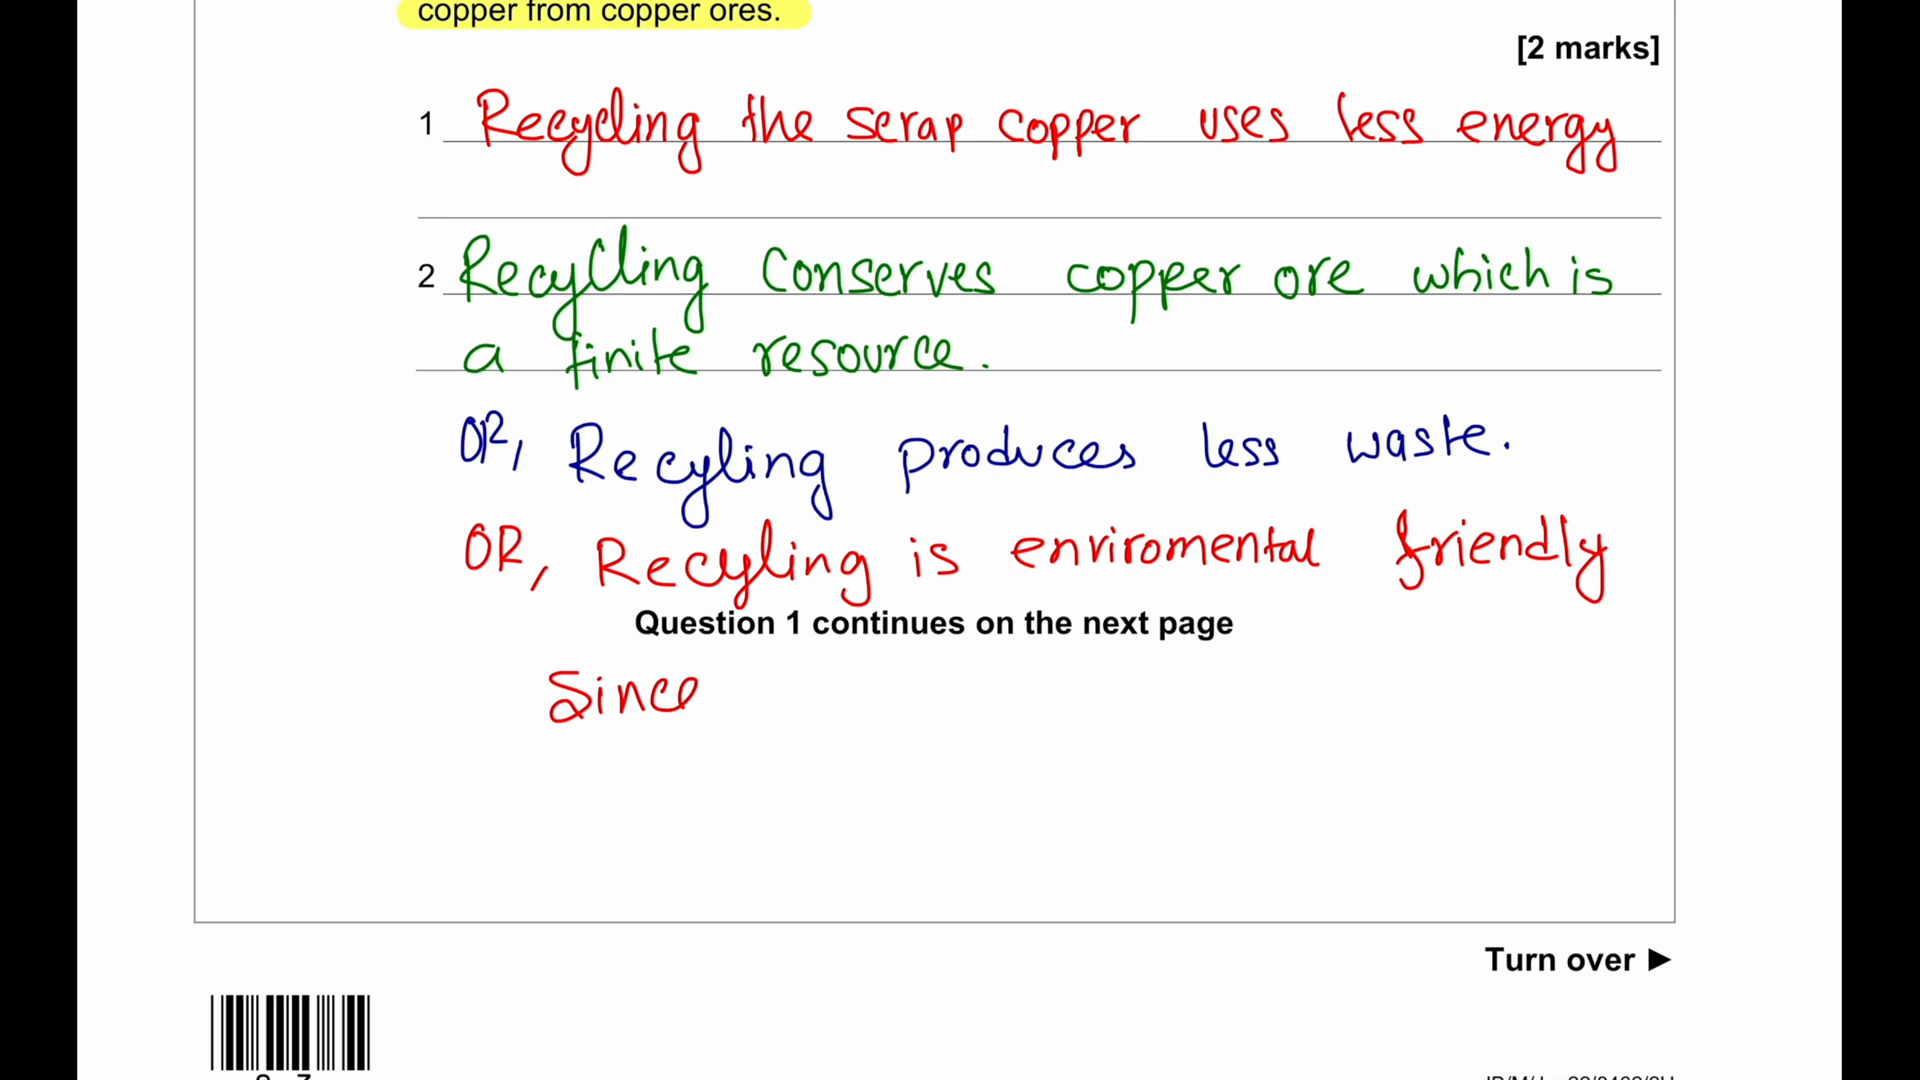 copper from copper ores.
[2 marks]
1 Recycling the scrap copper uses less energy
2 Recycling Conserves copper ore which is
a finite resource.
OR, Recyling produces less waste.
OR, Recyling is enviromental friendly
Question 1 continues on the next page
Since
Turn over ►